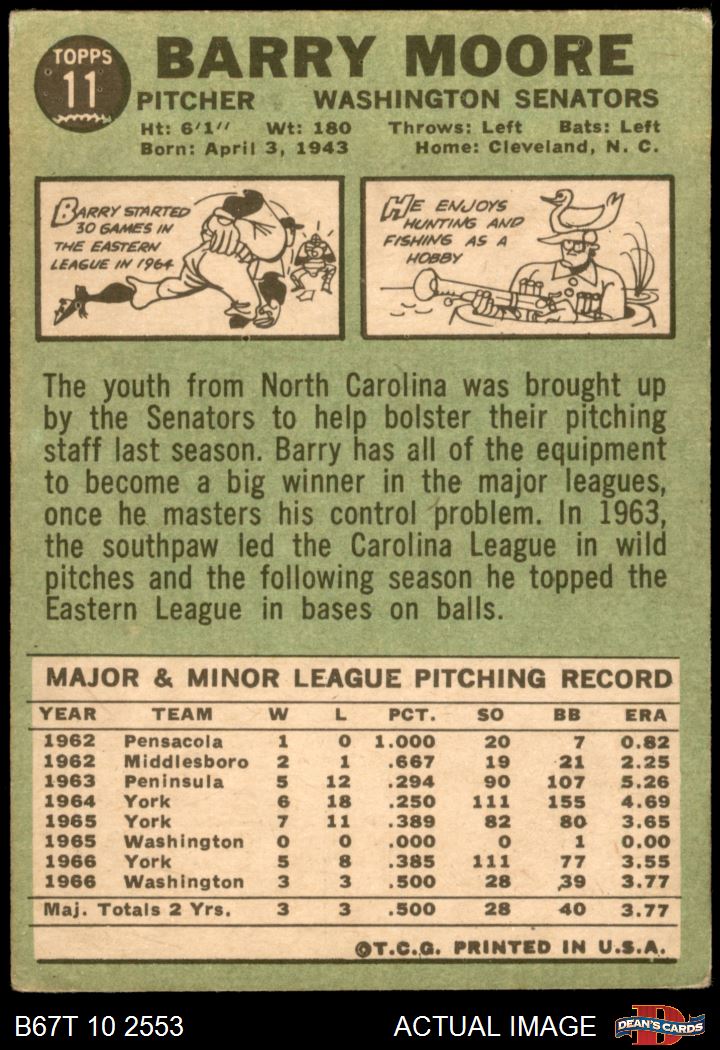 TOPPS
11
BARRY MOORE
PITCHER WASHINGTON SENATORS
Ht: 6'1" Wt: 180 Throws: Left Bats: Left
Born: April 3, 1943 Home: Cleveland, N. C.
BARRY STARTED
30 GAMES IN
THE EASTERN
LEAGUE IN 1964
HE ENJOYS
HUNTING AND
FISHING AS A
HOBBY
The youth from North Carolina was brought up
by the Senators to help bolster their pitching
staff last season. Barry has all of the equipment
to become a big winner in the major leagues,
once he masters his control problem. In 1963,
the southpaw led the Carolina League in wild
pitches and the following season he topped the
Eastern League in bases on balls.
MAJOR & MINOR LEAGUE PITCHING RECORD
YEAR TEAM W L PCT. SO BB ERA
1962 Pensacola 1 0 1.000 20 7 0.82
1962 Middlesboro 2 1 .667 19 21 2.25
1963 Peninsula 5 12 .294 90 107 5.26
1964 York 6 18 .250 111 155 4.69
1965 York 7 11 .389 82 80 3.65
1965 Washington 0 0 .000 0 1 0.00
1966 York 5 8 .385 111 77 3.55
1966 Washington 3 3 .500 28 39 3.77
Maj. Totals 2 Yrs. 3 3 .500 28 40 3.77
©T.C.G. PRINTED IN U.S.A.
B67T 10 2553 ACTUAL IMAGE
D
DEAN'S CARDS